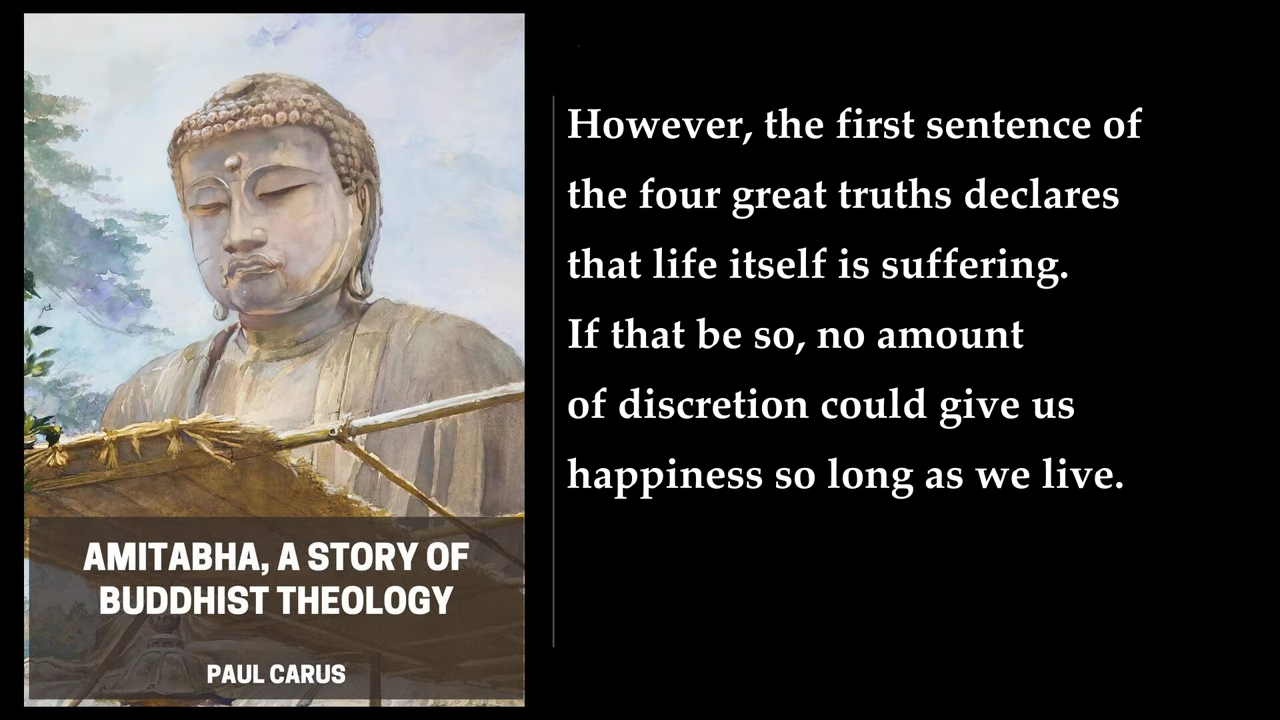 However, the first sentence of
the four great truths declares
that life itself is suffering.
If that be so, no amount
of discretion could give us
happiness so long as we live.
AMITABHA, A STORY OF
BUDDHIST THEOLOGY
PAUL CARUS